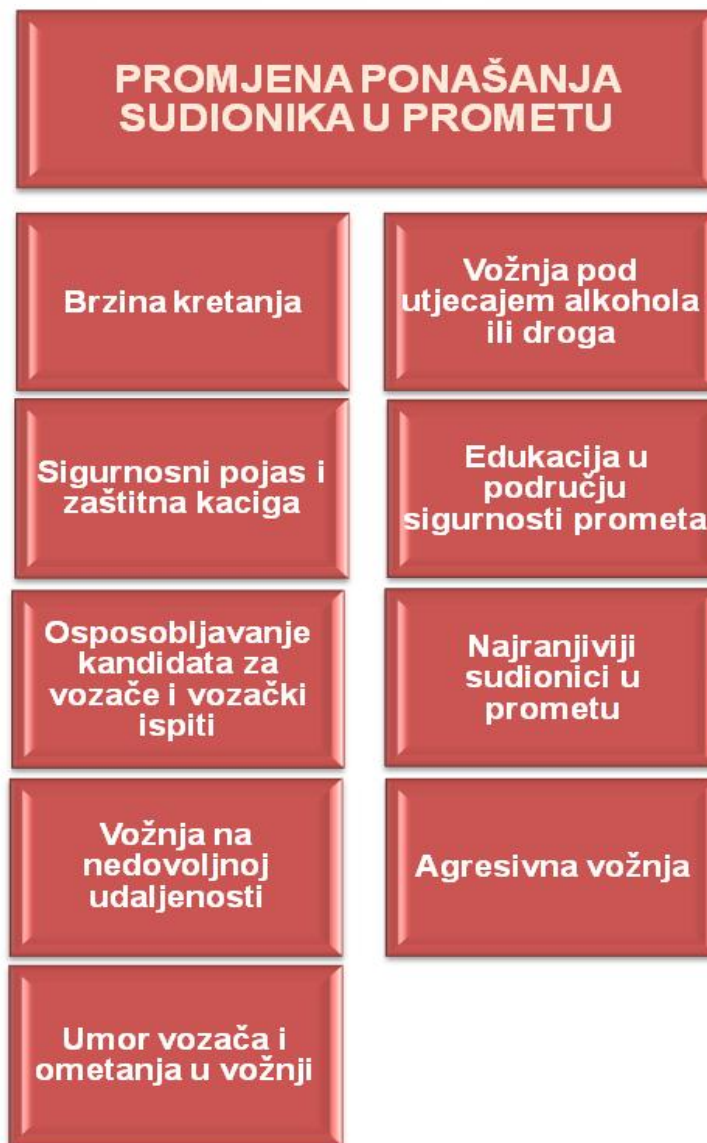 PROMJENA PONAŠANJA
SUDIONIKA U PROMETU
Brzina kretanja
Vožnja pod
utjecajem alkohola
ili droga
Sigurnosni pojas i
zaštitna kaciga
Edukacija u
području
sigurnosti prometa
Osposobljavanje
kandidata za
vozače i vozački
ispiti
Najranjiviji
sudionici u
prometu
Vožnja na
nedovoljnoj
udaljenosti
Agresivna vožnja
Umor vozača i
ometanja u vožnji